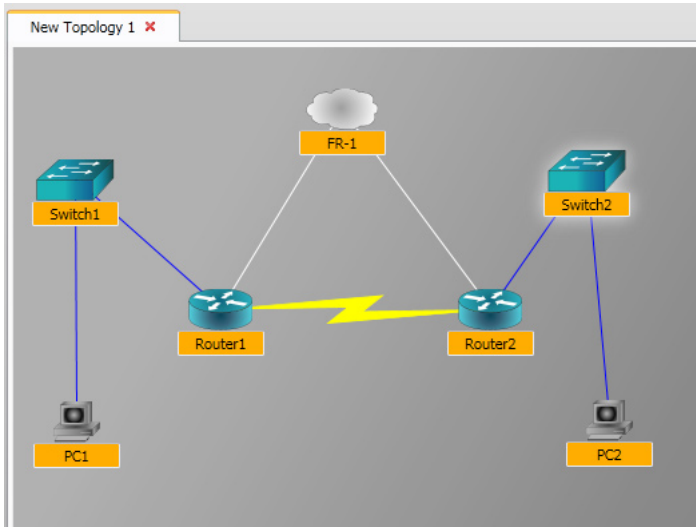 New Topology 1
FR-1
Switch1
Switch2
Router1
Router2
PC1
PC2